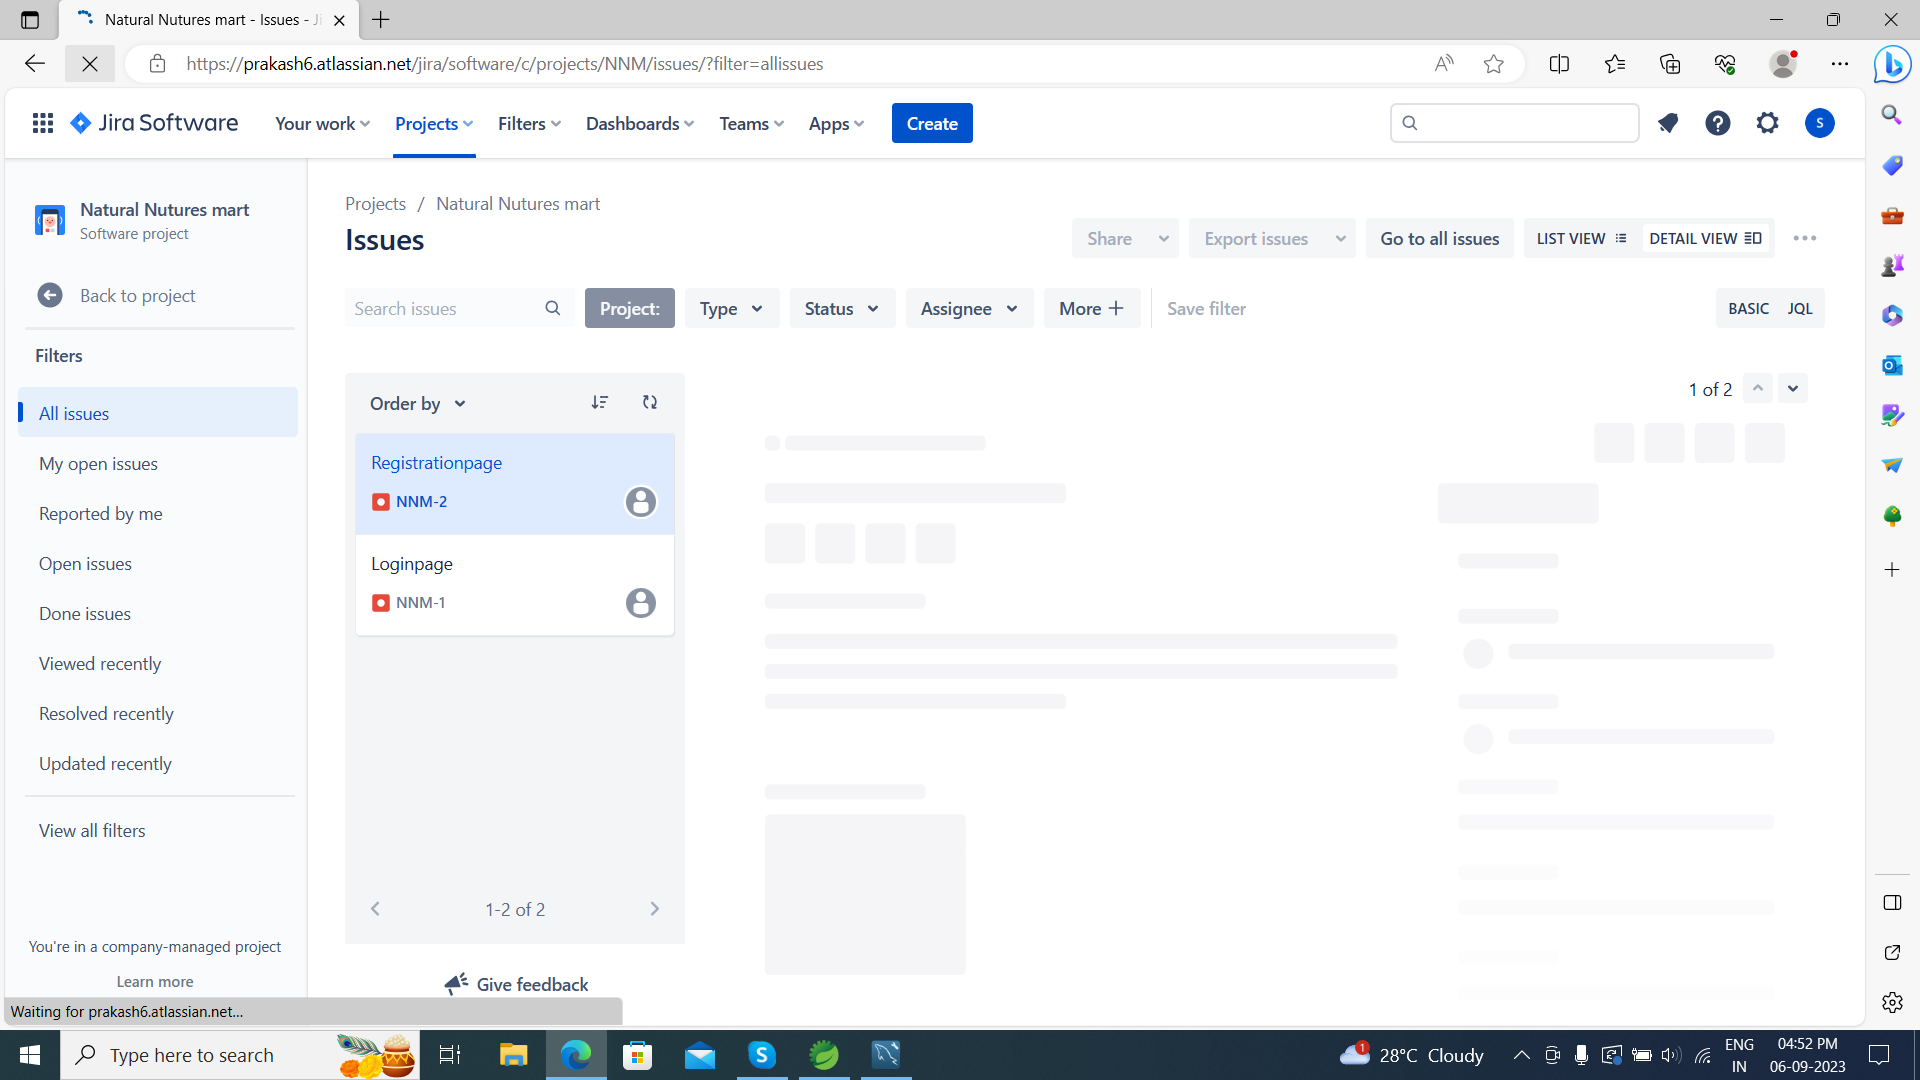 Natural Nutures mart - Issues - Ji
https://prakash6.atlassian.net/jira/software/c/projects/NNM/issues/?filter=allissues
Jira Software Your work Projects Filters Dashboards Teams Apps Create S
Natural Nutures mart
Software project
Back to project
Filters
All issues
My open issues
Reported by me
Open issues
Done issues
Viewed recently
Resolved recently
Updated recently
View all filters
You're in a company-managed project
Learn more
Projects / Natural Nutures mart
Issues
Share Export issues Go to all issues LIST VIEW DETAIL VIEW
Search issues Project: Type Status Assignee More Save filter BASIC JQL
Order by
Registrationpage
NNM-2
Loginpage
NNM-1
1-2 of 2
Give feedback
1 of 2
Waiting for prakash6.atlassian.net...
Type here to search
1 28°C Cloudy
ENG
IN
04:52 PM
06-09-2023